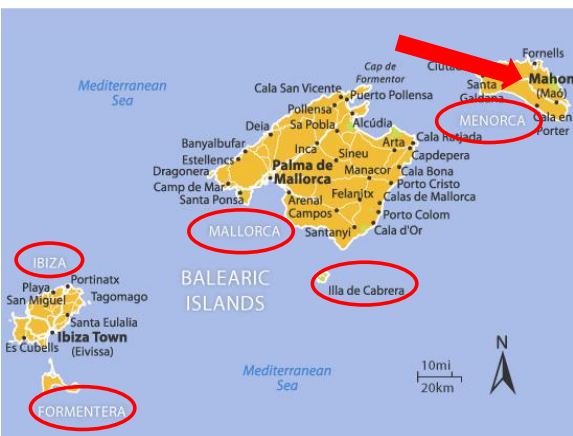 Fornells
Cap de
Formentor
Mahon
(Maó)
Santa
Mediterranean
Sea
Cala San Vicente
Puerto Pollensa
Pollensa
MENORCA
Cala en
Porter
Deia
Sa Pobla
Alcúdia
Banyalbufar
Cala Ratjada
Inca
Arta
Estellencs
Sineu
Capdepera
Dragonera
Palma de
Mallorca
Manacor
Cala Bona
Camp de Mar
Porto Cristo
Santa Ponsa
Felanitx
Calas de Mallorca
Arenal
Campos
Porto Colom
MALLORCA
Santanyi
Cala d'Or
IBIZA
BALEARIC
ISLANDS
Portinatx
Playa
San Miguel
Tagomago
Illa de Cabrera
Santa Eulalia
Ibiza Town
(Eivissa)
Es Cubells
N
Mediterranean
Sea
10mi
20km
FORMENTERA